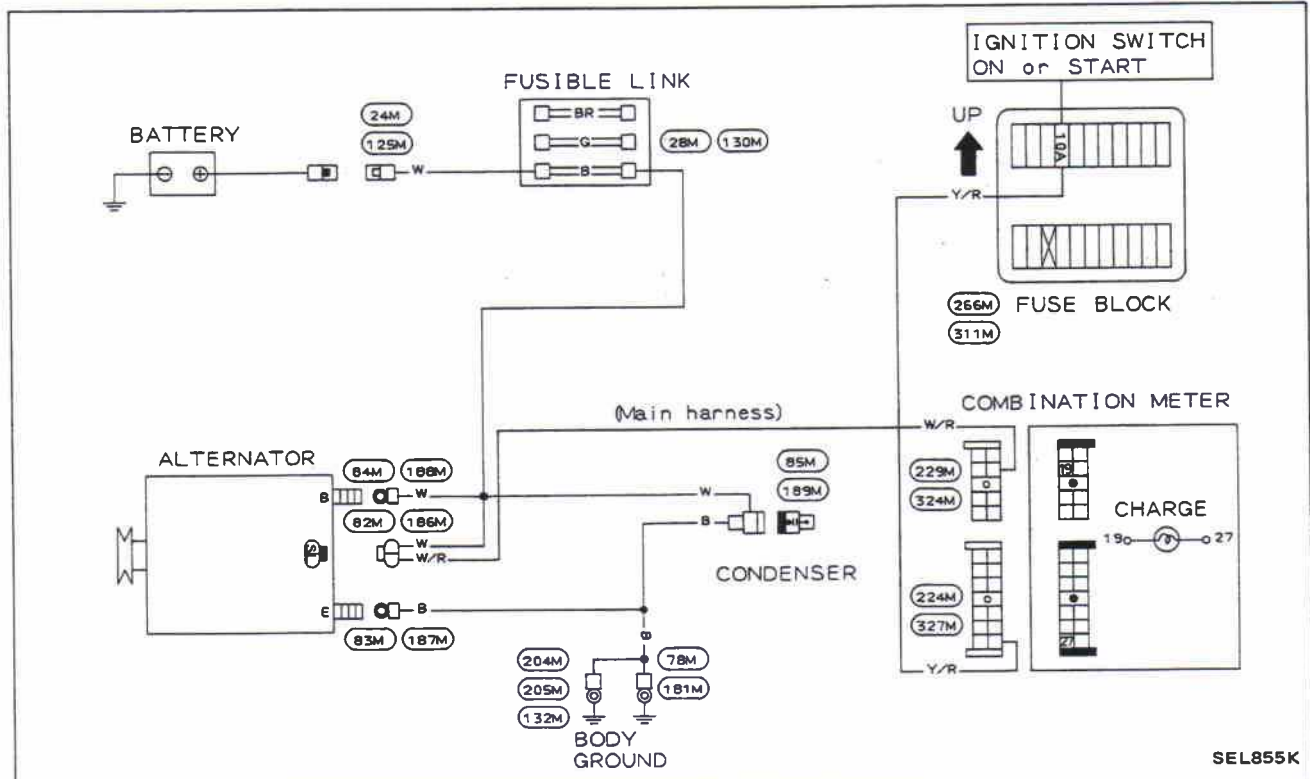 IGNITION SWITCH
ON or START
FUSIBLE LINK
UP
24M
BR
BATTERY
125M
G
28M 130M
10A
W
B
Y/R
266M FUSE BLOCK
311M
(Main harness)
COMBINATION METER
W/R
ALTERNATOR
84M 188M
85M
229M
19
B
W
W
189M
324M
CHARGE
82M 186M
B
19 27
W
SL
W/R
CONDENSER
E
B
224M
83M 187M
327M
B
27
204M
78M
Y/R
205M
181M
132M
BODY
GROUND
SEL855K